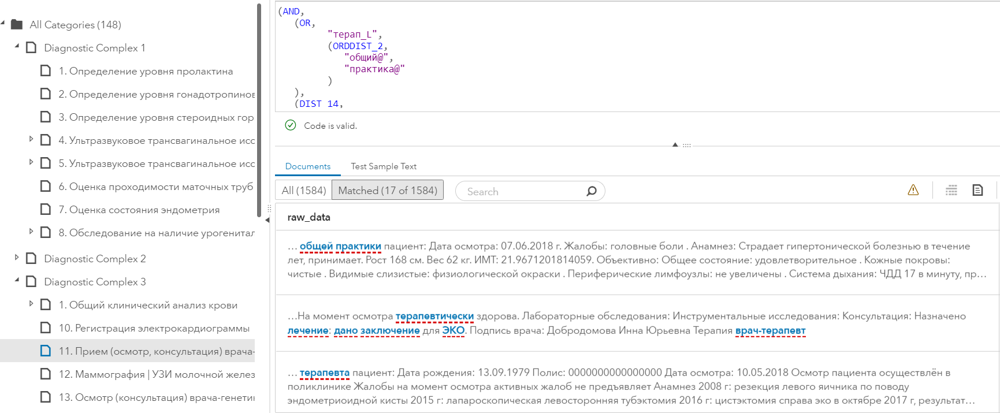 All Categories (148)
Diagnostic Complex 1
1. Определение уровня пролактина
2. Определение уровня гонадотропинов
3. Определение уровня стероидных гор
4. Ультразвуковое трансвагинальное исс
5. Ультразвуковое трансвагинальное исс
6. Оценка проходимости маточных труб
7. Оценка состояния эндометрия
8. Обследование на наличие урогенитал
Diagnostic Complex 2
Diagnostic Complex 3
1. Общий клинический анализ крови
10. Регистрация электрокардиограммы
11. Прием (осмотр, консультация) врача-
12. Маммография | УЗИ молочной желез
13. Осмотр (консультация) врача-генетик
(AND,
(OR,
"терап_L",
(ORDDIST_2,
"общий@",
"практика@"
)
),
(DIST 14,
Code is valid.
Documents
Test Sample Text
All (1584)
Matched (17 of 1584)
Search
raw_data
… общей практики пациент: Дата осмотра: 07.06.2018 г. Жалобы: головные боли . Анамнез: Страдает гипертонической болезнью в течение
лет, принимает. Рост 168 см. Вес 62 кг. ИМТ: 21.9671201814059. Объективно: Общее состояние: удовлетворительное . Кожные покровы:
чистые . Видимые слизистые: физиологической окраски . Периферические лимфоузлы: не увеличены . Система дыхания: ЧДД 17 в минуту, пр…
…На момент осмотра терапевтически здорова. Лабораторные обследования: Инструментальные исследования: Консультация: Назначено
лечение: дано заключение для ЭКО. Подпись врача: Добродомова Инна Юрьевна Терапия врач-терапевт
… терапевта пациент: Дата рождения: 13.09.1979 Полис: 0000000000000000 Дата осмотра: 10.05.2018 Осмотр пациента осуществлён в
поликлинике Жалобы на момент осмотра активных жалоб не предъявляет Анамнез 2008 г: резекция левого яичника по поводу
эндометриоидной кисты 2015 г: лапароскопическая левосторонняя тубэктомия 2016 г: цистэктомия справа эко в октябре 2017 г, результат…